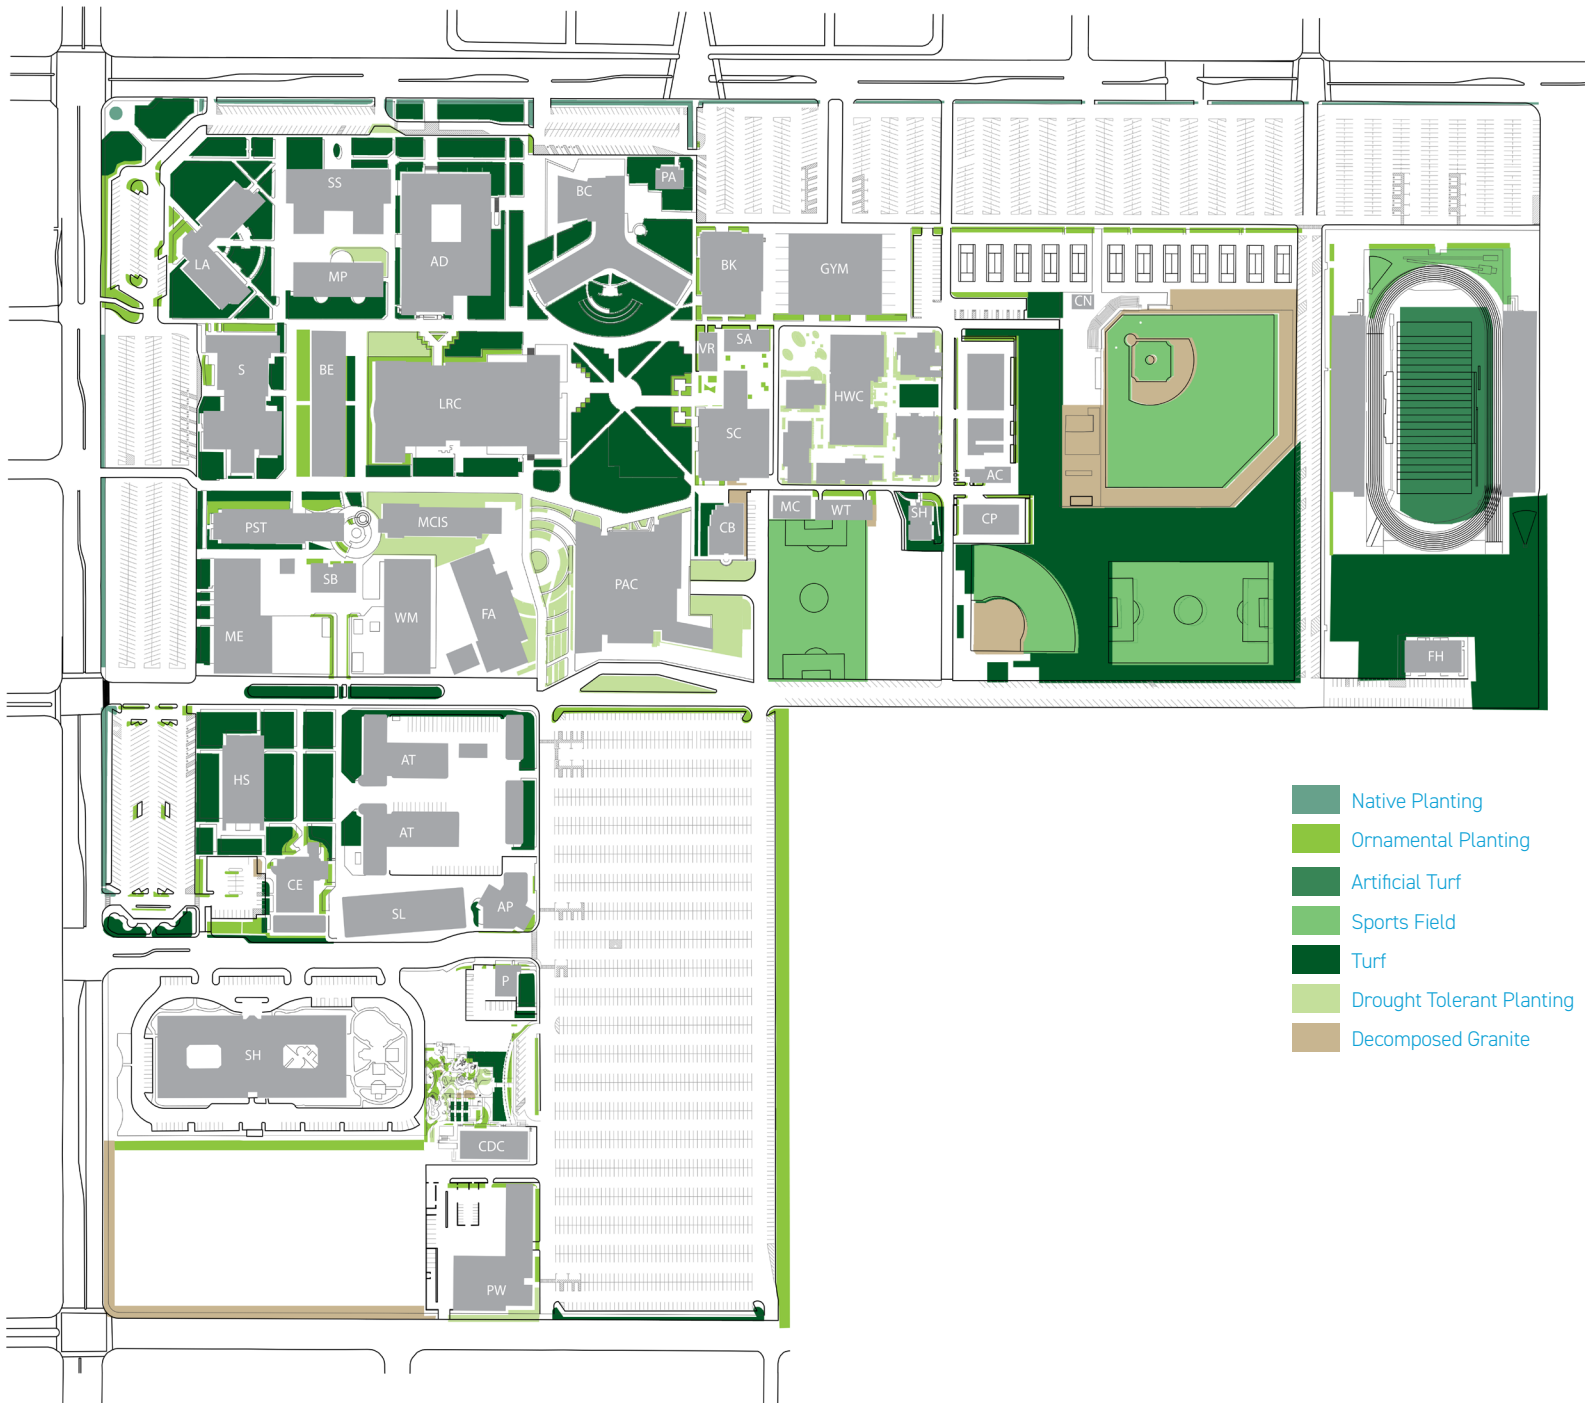 PA
SS
BC
LA
MP
AD
BK
GYM
CN
VR
SA
S
BE
LRC
HWC
SC
AC
MC
WT
SH
CP
PST
MCIS
CB
SB
PAC
WM
FA
ME
FH
HS
AT
AT
CE
SL
AP
P
SH
CDC
PW
Native Planting
Ornamental Planting
Artificial Turf
Sports Field
Turf
Drought Tolerant Planting
Decomposed Granite